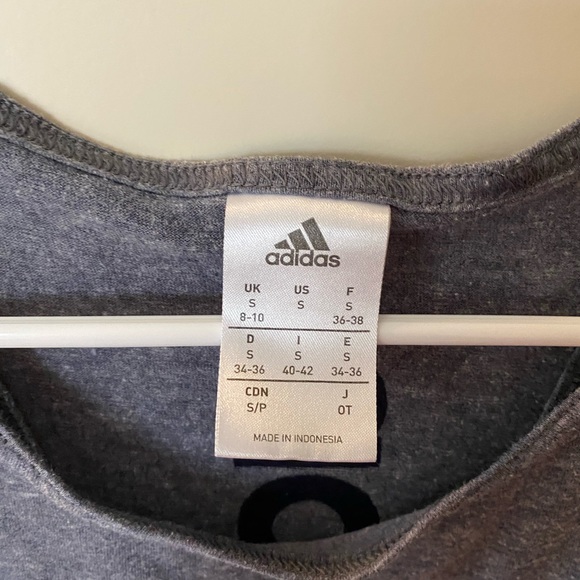 adidas
UK US F
S S S
8-10 36-38
D I E
S S S
34-36 40-42 34-36
CDN J
S/P OT
MADE IN INDONESIA